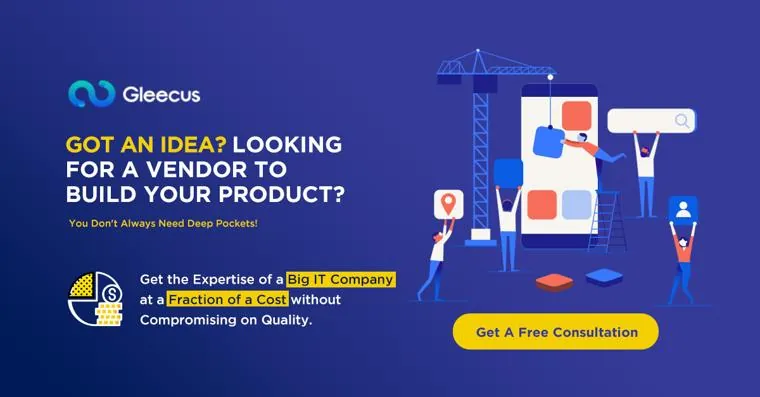 Gleecus
GOT AN IDEA? LOOKING
FOR A VENDOR TO
BUILD YOUR PRODUCT?
You Don't Always Need Deep Pockets!
Get the Expertise of a Big IT Company
at a Fraction of a Cost without
Compromising on Quality.
Get A Free Consultation